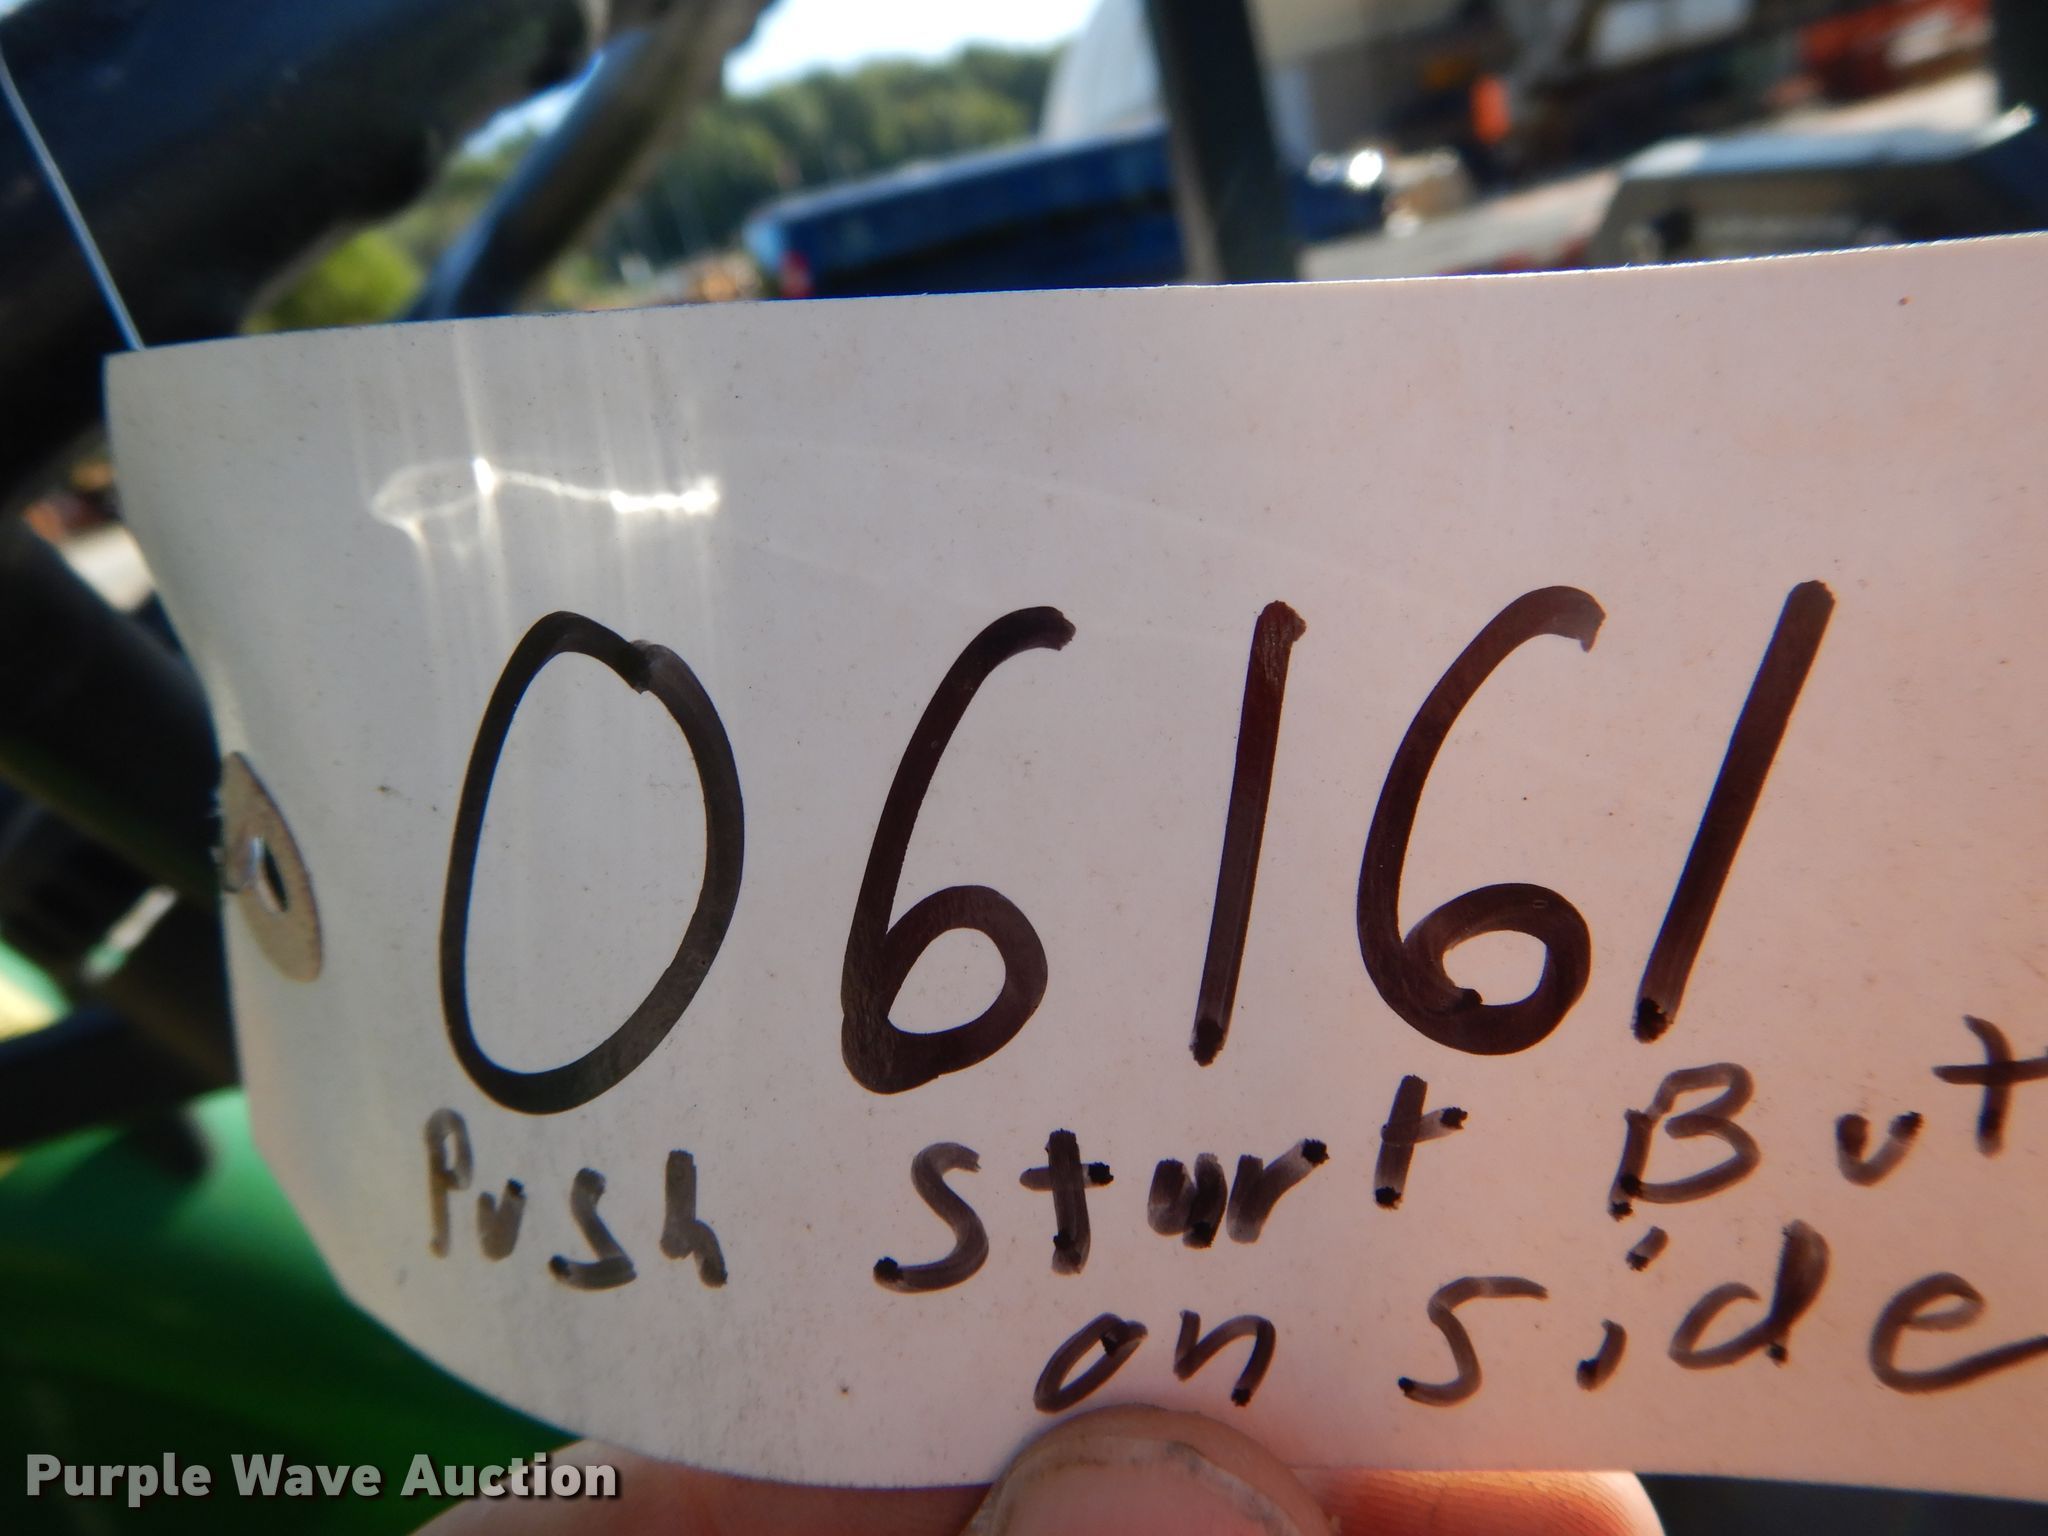 06161
Push Start But
on Side
Purple Wave Auction